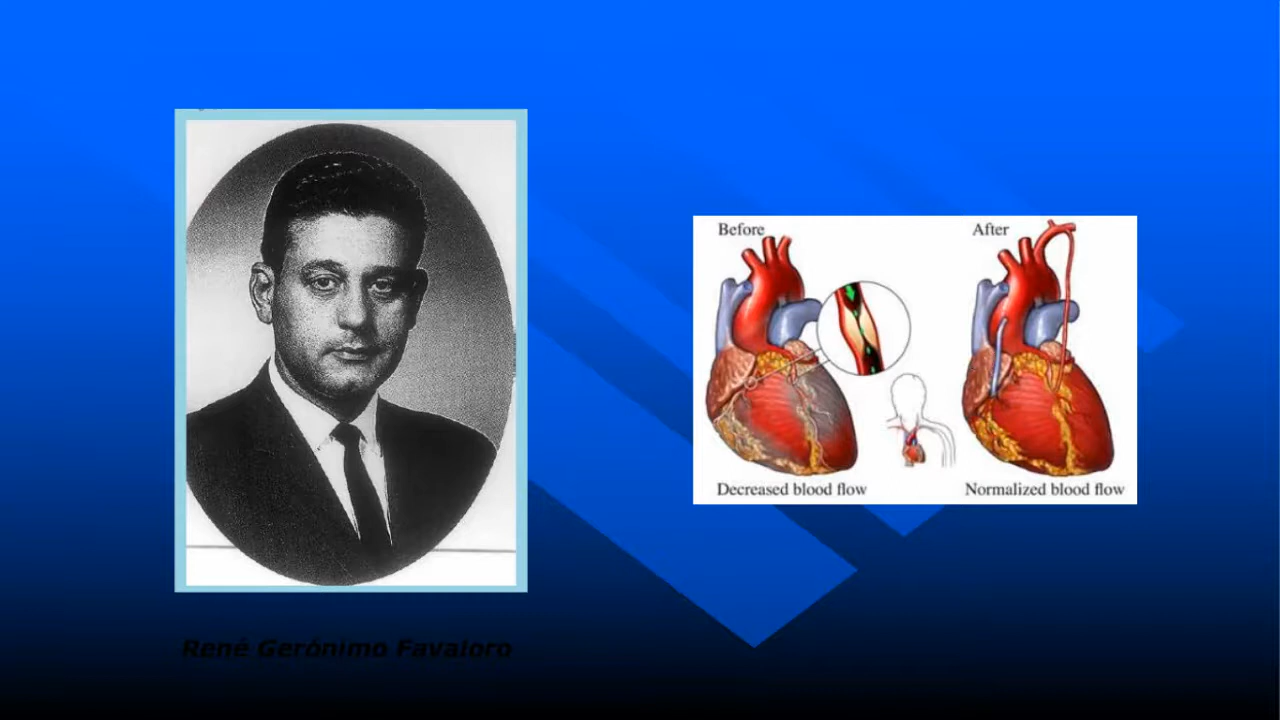 Before
After
Decreased blood flow
Normalized blood flow
René Gerónimo Favaloro